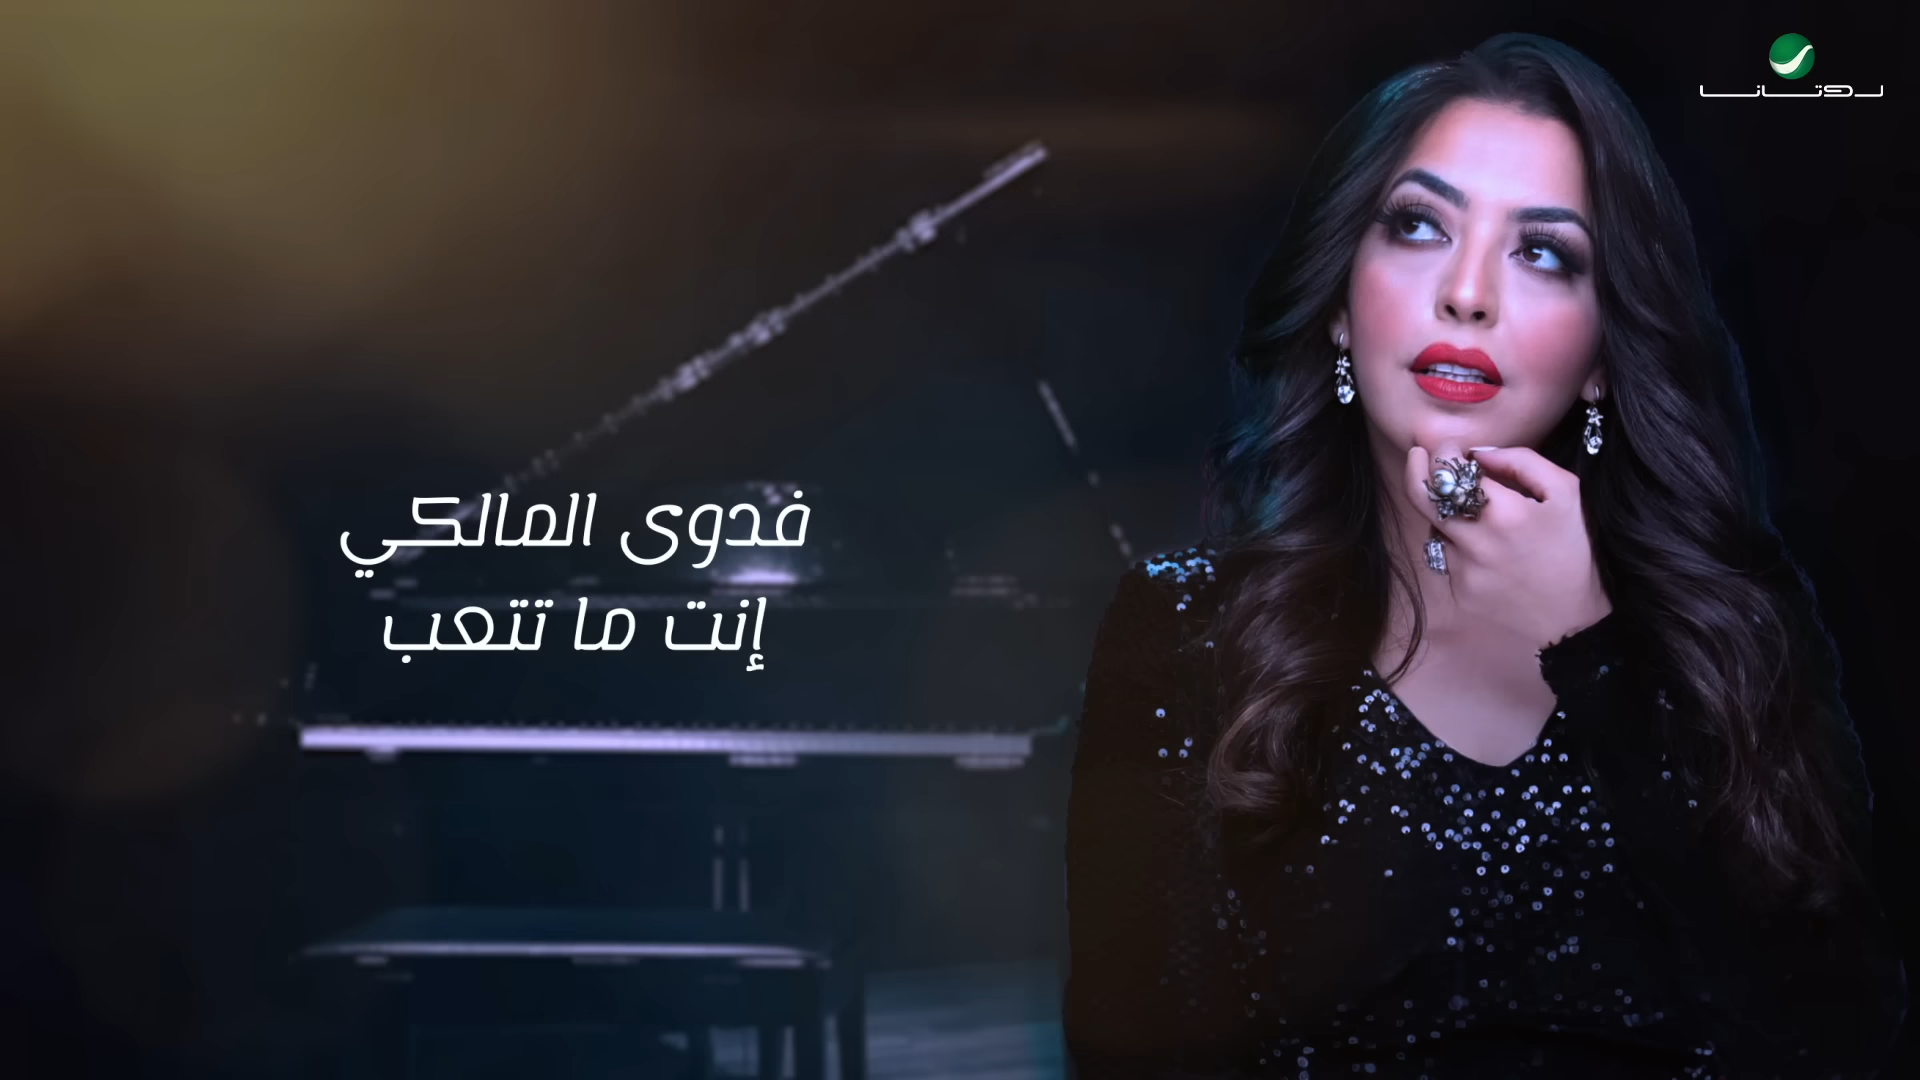 روتانا
فدوى المالكي
إنت ما تتعب